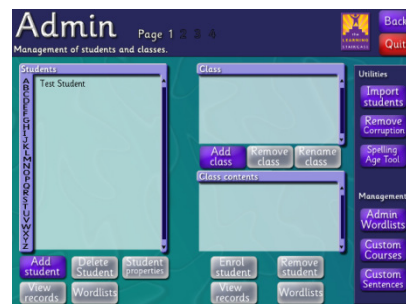 Admin
Page 1 2 3 4
Management of students and classes.
THE
LEARNING
STAIRCASE
Back
Quit
Students
Test Student
A
B
C
D
E
F
G
H
I
J
K
L
M
N
O
P
Q
R
S
T
U
V
W
X
Y
Z
Add
student
Delete
Student
Student
properties
View
records
Wordlists
Class
Add
class
Remove
class
Rename
class
Class contents
Enrol
student
Remove
student
View
records
Wordlists
Utilities
Import
students
Remove
Corruption
Spelling
Age Tool
Management
Admin
Wordlists
Custom
Courses
Custom
Sentences